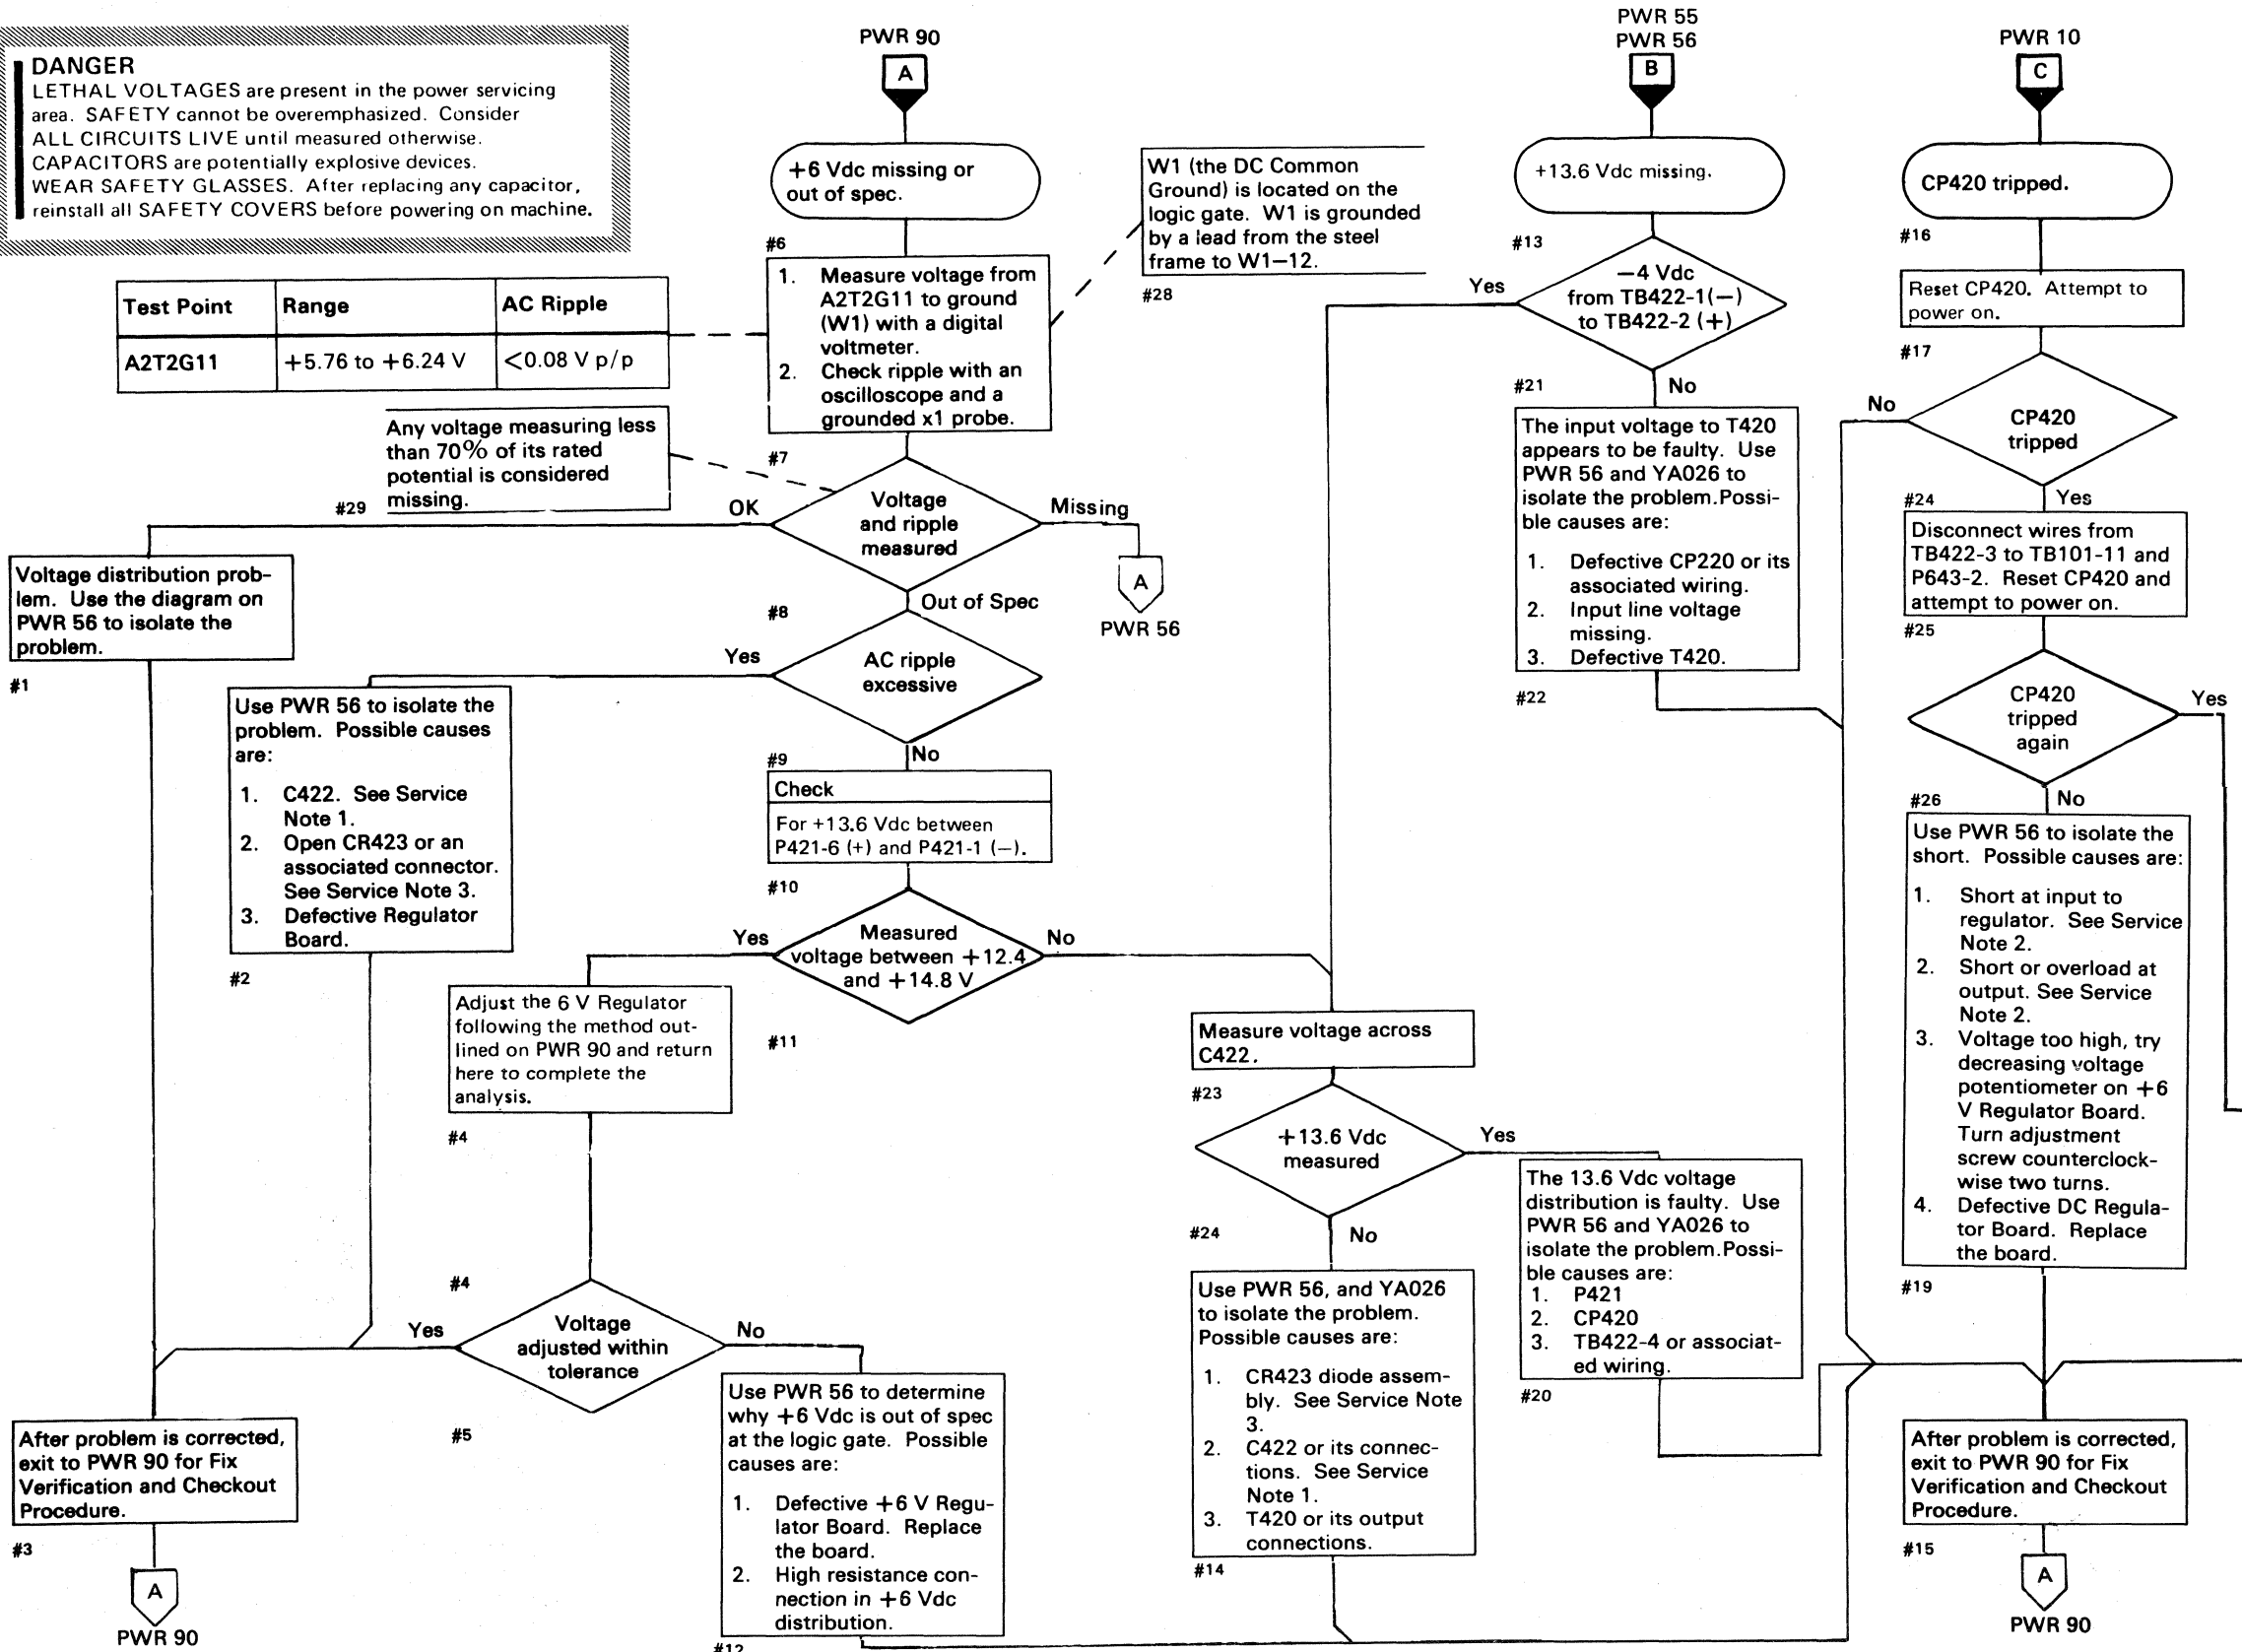 DANGER
LETHAL VOLTAGES are present in the power servicing
area. SAFETY cannot be overemphasized. Consider
ALL CIRCUITS LIVE until measured otherwise.
CAPACITORS are potentially explosive devices.
WEAR SAFETY GLASSES. After replacing any capacitor,
reinstall all SAFETY COVERS before powering on machine.
Test Point Range AC Ripple
A2T2G11 +5.76 to +6.24 V <0.08 V p/p
PWR 90
A
+6 Vdc missing or
out of spec.
#6
1. Measure voltage from
A2T2G11 to ground
(W1) with a digital
voltmeter.
2. Check ripple with an
oscilloscope and a
grounded x1 probe.
W1 (the DC Common
Ground) is located on the
logic gate. W1 is grounded
by a lead from the steel
frame to W1-12.
#28
Any voltage measuring less
than 70% of its rated
potential is considered
missing.
#29
#7
Voltage
and ripple
measured
OK
Missing
A
PWR 56
Out of Spec
Voltage distribution prob-
lem. Use the diagram on
PWR 56 to isolate the
problem.
#1
#8
AC ripple
excessive
Yes
No
Use PWR 56 to isolate the
problem. Possible causes
are:
1. C422. See Service
Note 1.
2. Open CR423 or an
associated connector.
See Service Note 3.
3. Defective Regulator
Board.
#2
#9
Check
For +13.6 Vdc between
P421-6 (+) and P421-1 (−).
#10
Measured
voltage between +12.4
and +14.8 V
Yes
No
#11
Adjust the 6 V Regulator
following the method out-
lined on PWR 90 and return
here to complete the
analysis.
#4
#4
Voltage
adjusted within
tolerance
Yes
No
#5
After problem is corrected,
exit to PWR 90 for Fix
Verification and Checkout
Procedure.
#3
A
PWR 90
Use PWR 56 to determine
why +6 Vdc is out of spec
at the logic gate. Possible
causes are:
1. Defective +6 V Regu-
lator Board. Replace
the board.
2. High resistance con-
nection in +6 Vdc
distribution.
#12
PWR 55
PWR 56
B
+13.6 Vdc missing.
#13
−4 Vdc
from TB422-1(−)
to TB422-2 (+)
Yes
No
#21
The input voltage to T420
appears to be faulty. Use
PWR 56 and YA026 to
isolate the problem.Possi-
ble causes are:
1. Defective CP220 or its
associated wiring.
2. Input line voltage
missing.
3. Defective T420.
#22
Measure voltage across
C422.
#23
+13.6 Vdc
measured
Yes
No
#24
The 13.6 Vdc voltage
distribution is faulty. Use
PWR 56 and YA026 to
isolate the problem.Possi-
ble causes are:
1. P421
2. CP420
3. TB422-4 or associat-
ed wiring.
#20
Use PWR 56, and YA026
to isolate the problem.
Possible causes are:
1. CR423 diode assem-
bly. See Service Note
3.
2. C422 or its connec-
tions. See Service
Note 1.
3. T420 or its output
connections.
#14
PWR 10
C
CP420 tripped.
#16
Reset CP420. Attempt to
power on.
#17
CP420
tripped
No
Yes
#24
Disconnect wires from
TB422-3 to TB101-11 and
P643-2. Reset CP420 and
attempt to power on.
#25
CP420
tripped
again
Yes
No
#26
Use PWR 56 to isolate the
short. Possible causes are:
1. Short at input to
regulator. See Service
Note 2.
2. Short or overload at
output. See Service
Note 2.
3. Voltage too high, try
decreasing voltage
potentiometer on +6
V Regulator Board.
Turn adjustment
screw counterclock-
wise two turns.
4. Defective DC Regula-
tor Board. Replace
the board.
#19
After problem is corrected,
exit to PWR 90 for Fix
Verification and Checkout
Procedure.
#15
A
PWR 90